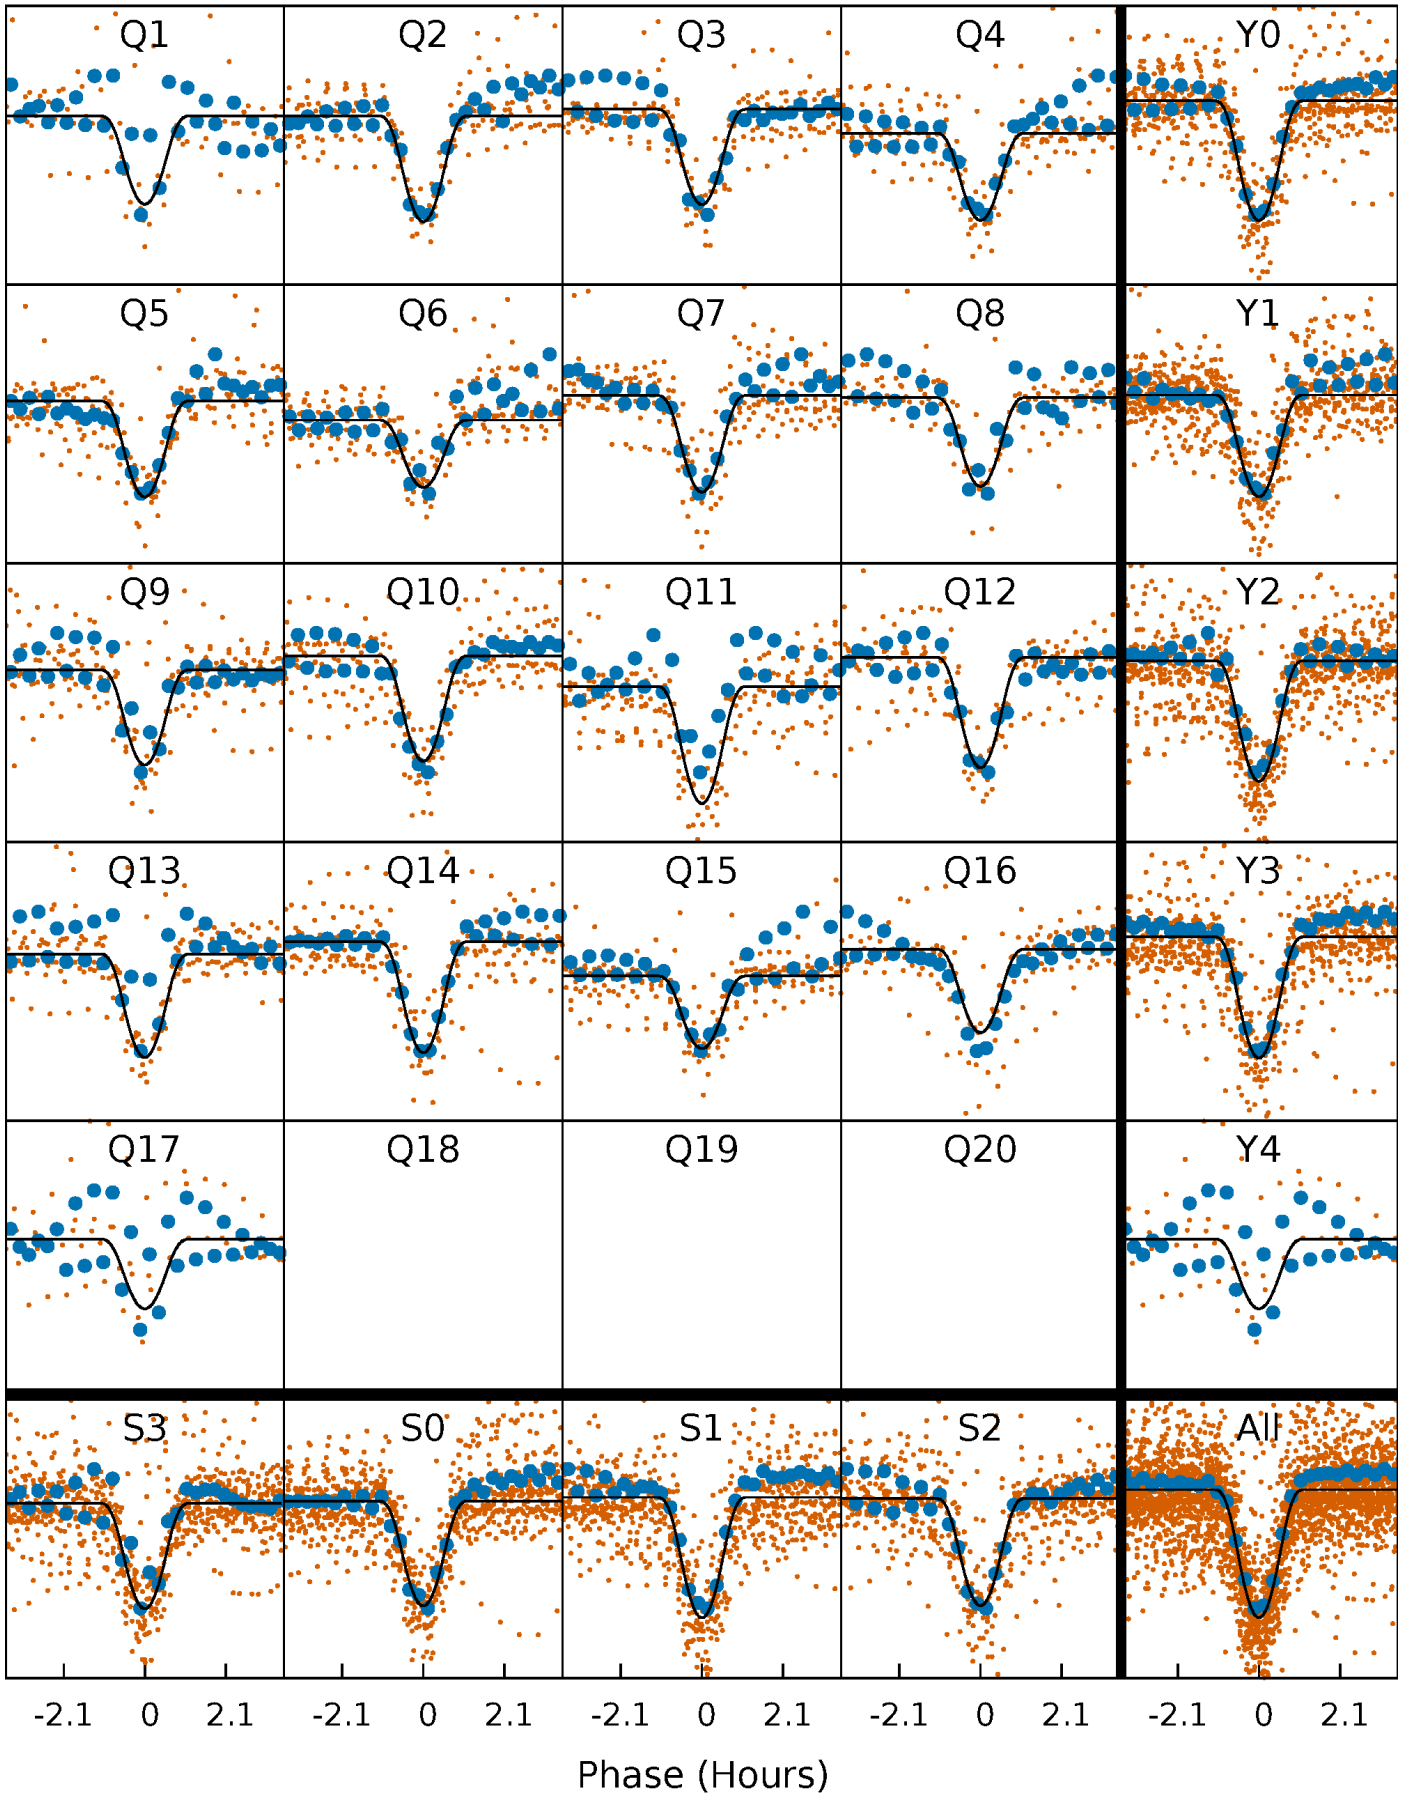 Q1 Q2 Q3 Q4 Y0
Q5 Q6 Q7 Q8 Y1
Q9 Q10 Q11 Q12 Y2
Q13 Q14 Q15 Q16 Y3
Q17 Q18 Q19 Q20 Y4
S3 S0 S1 S2 All
-2.1 0 2.1 -2.1 0 2.1 -2.1 0 2.1 -2.1 0 2.1 -2.1 0 2.1
Phase (Hours)